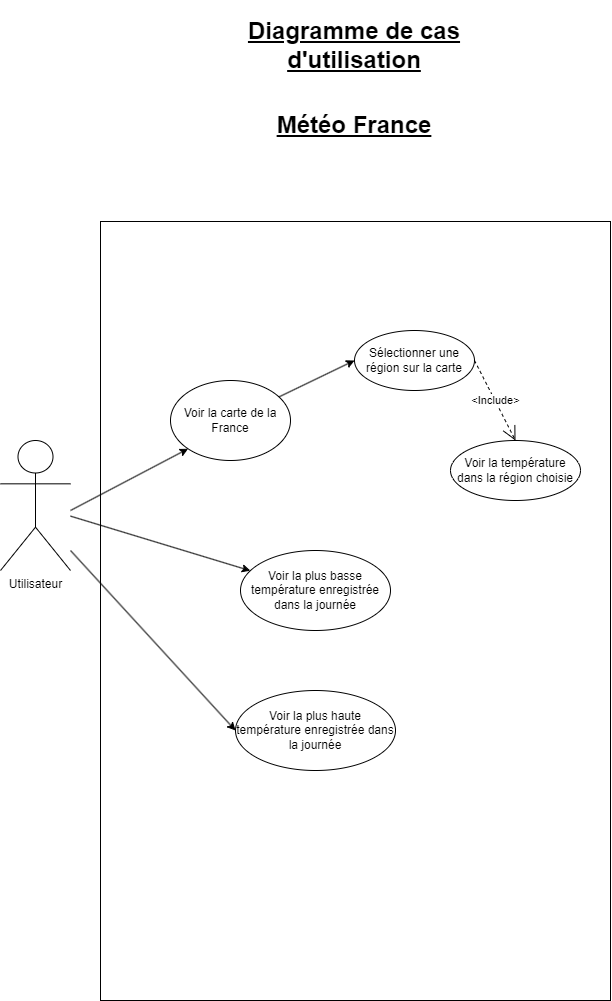 Diagramme de cas
d'utilisation
Météo France
Sélectionner une
région sur la carte
<Include>
Voir la carte de la
France
Voir la température
dans la région choisie
Utilisateur
Voir la plus basse
température enregistrée
dans la journée
Voir la plus haute
température enregistrée dans
la journée